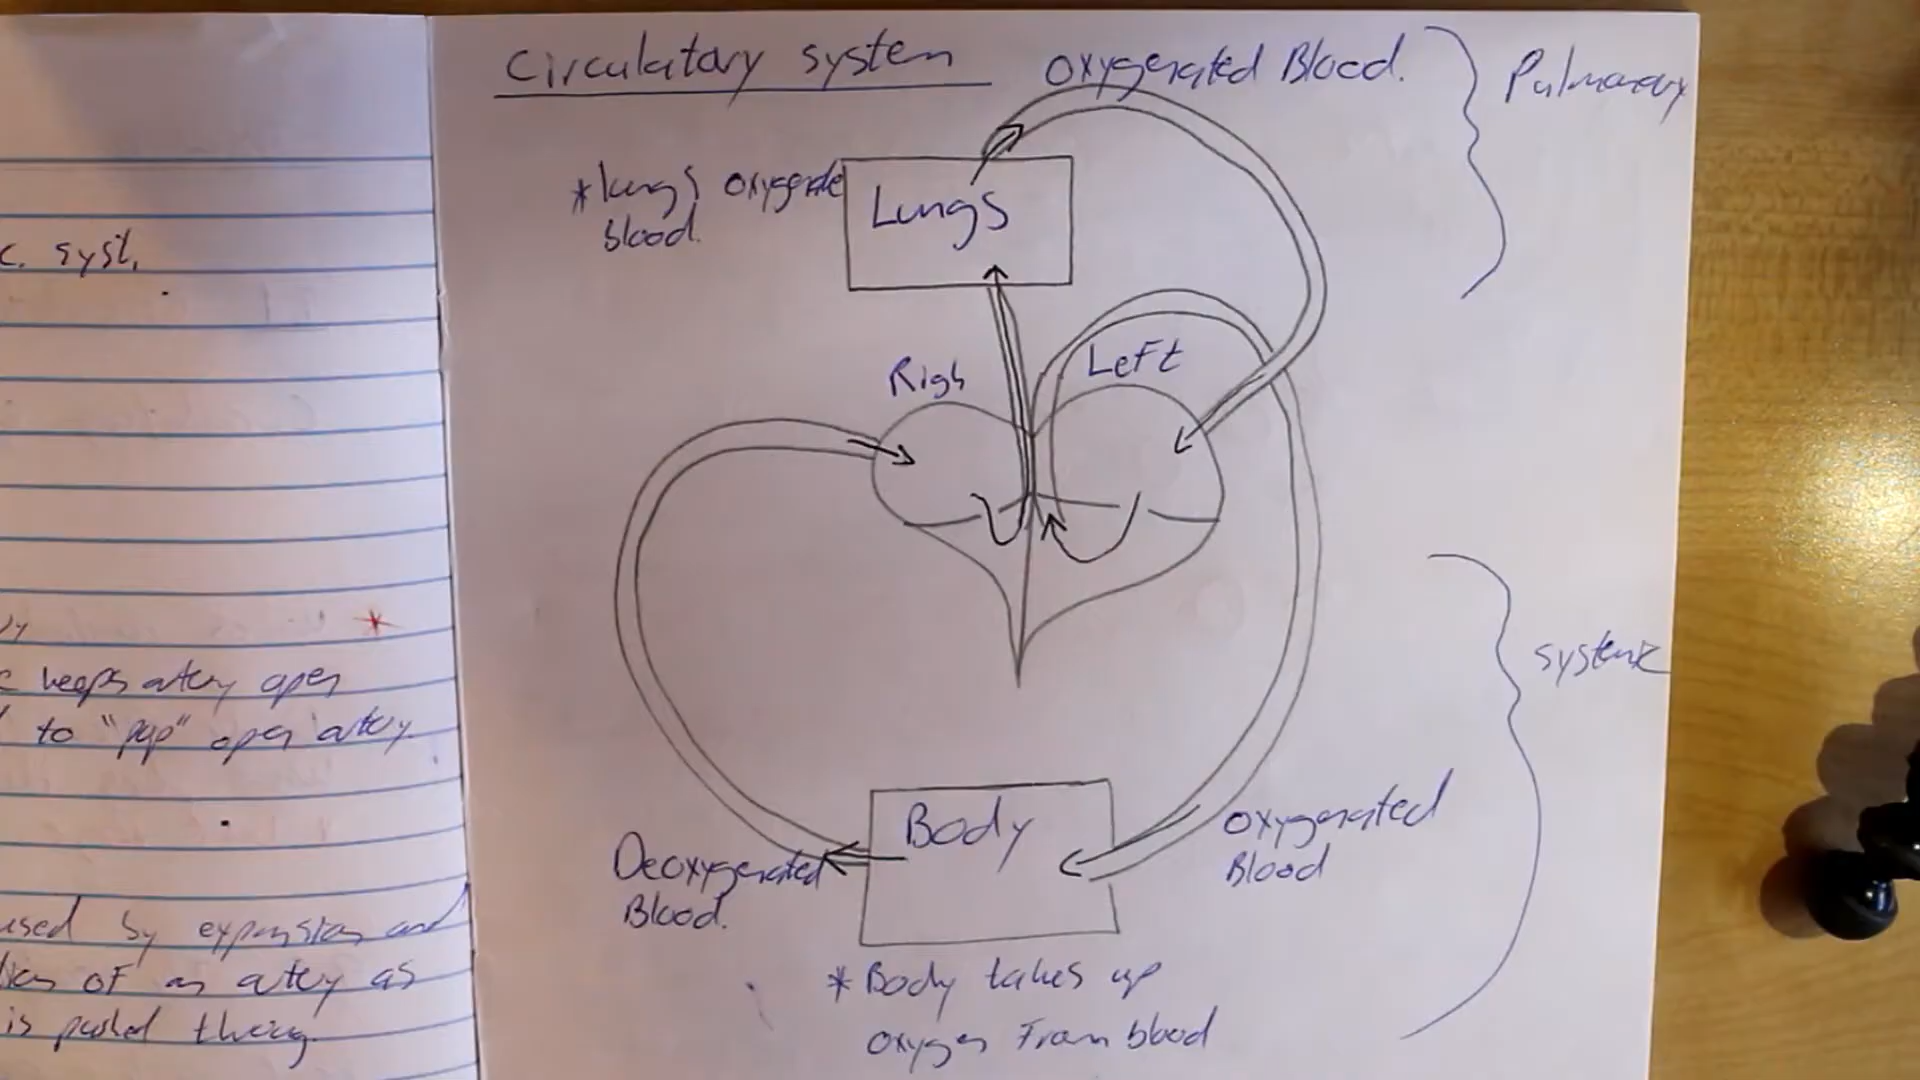 c. syst.
keeps artery open
to "pop" open artery.
used by expansion and
of an artery as
is pushed throug
Circulatory system
Oxygenated Blood.
Pulmonary
*lungs oxygenate
blood.
Lungs
Righ
Left
systemic
Body
Deoxygenated
Blood.
Oxygenated
Blood
* Body takes up
oxygen From blood